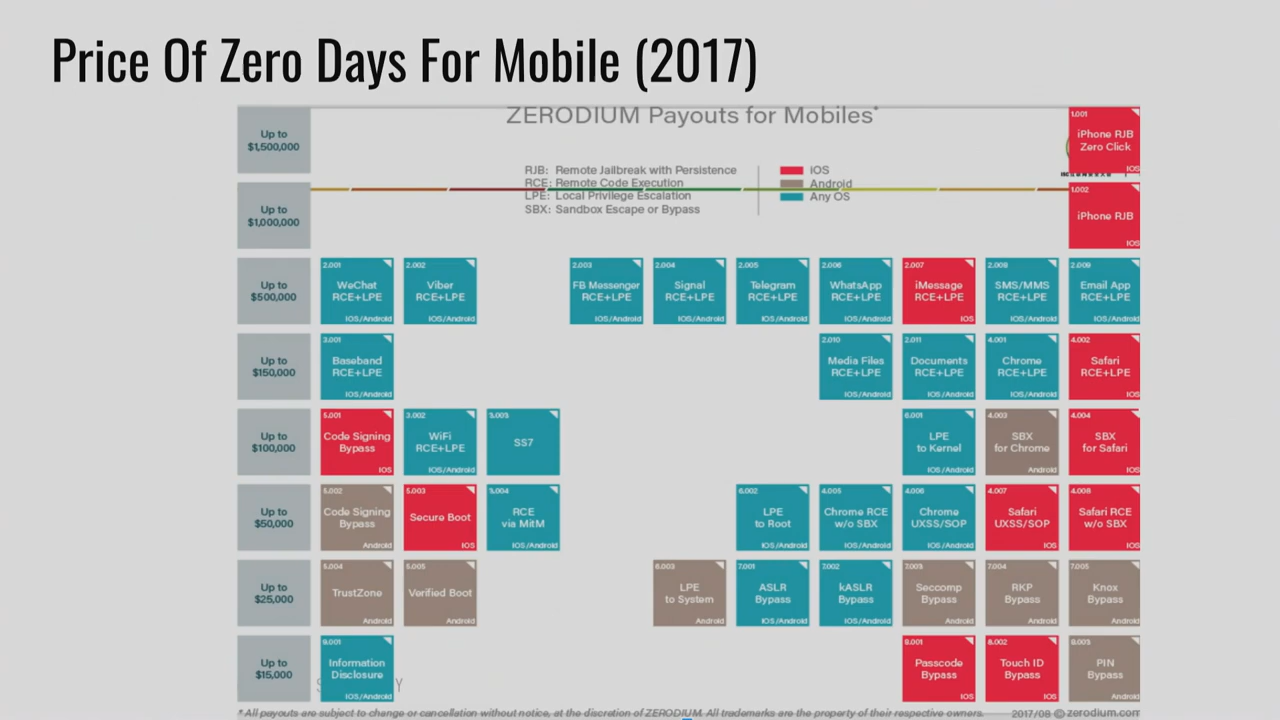 Price Of Zero Days For Mobile (2017)
ZERODIUM Payouts for Mobiles*
RJB: Remote Jailbreak with Persistence
RCE: Remote Code Execution
LPE: Local Privilege Escalation
SBX: Sandbox Escape or Bypass
iOS
Android
Any OS
Up to
$1,500,000
1.001
iPhone RJB
Zero Click
iOS
Up to
$1,000,000
1.002
iPhone RJB
iOS
Up to
$500,000
2.001
WeChat
RCE+LPE
iOS/Android
2.002
Viber
RCE+LPE
iOS/Android
2.003
FB Messenger
RCE+LPE
iOS/Android
2.004
Signal
RCE+LPE
iOS/Android
2.005
Telegram
RCE+LPE
iOS/Android
2.006
WhatsApp
RCE+LPE
iOS/Android
2.007
iMessage
RCE+LPE
iOS
2.008
SMS/MMS
RCE+LPE
iOS/Android
2.009
Email App
RCE+LPE
iOS/Android
Up to
$150,000
3.001
Baseband
RCE+LPE
iOS/Android
2.010
Media Files
RCE+LPE
iOS/Android
2.011
Documents
RCE+LPE
iOS/Android
4.001
Chrome
RCE+LPE
iOS/Android
4.002
Safari
RCE+LPE
iOS
Up to
$100,000
5.001
Code Signing
Bypass
iOS
3.002
WiFi
RCE+LPE
iOS/Android
3.003
SS7
6.001
LPE
to Kernel
iOS/Android
4.003
SBX
for Chrome
Android
4.004
SBX
for Safari
iOS
Up to
$50,000
5.002
Code Signing
Bypass
Android
5.003
Secure Boot
iOS
3.004
RCE
via MitM
iOS/Android
6.002
LPE
to Root
iOS/Android
4.005
Chrome RCE
w/o SBX
iOS/Android
4.006
Chrome
UXSS/SOP
iOS/Android
4.007
Safari
UXSS/SOP
iOS
4.008
Safari RCE
w/o SBX
iOS
Up to
$25,000
5.004
TrustZone
Android
5.005
Verified Boot
Android
6.003
LPE
to System
Android
7.001
ASLR
Bypass
iOS/Android
7.002
kASLR
Bypass
iOS/Android
7.003
Seccomp
Bypass
Android
7.004
RKP
Bypass
Android
7.005
Knox
Bypass
Android
Up to
$15,000
9.001
Information
Disclosure
iOS/Android
8.001
Passcode
Bypass
iOS
8.002
Touch ID
Bypass
iOS
8.003
PIN
Bypass
Android
* All payouts are subject to change or cancellation without notice, at the discretion of ZERODIUM. All trademarks are the property of their respective owners.
2017/08 © zerodium.com